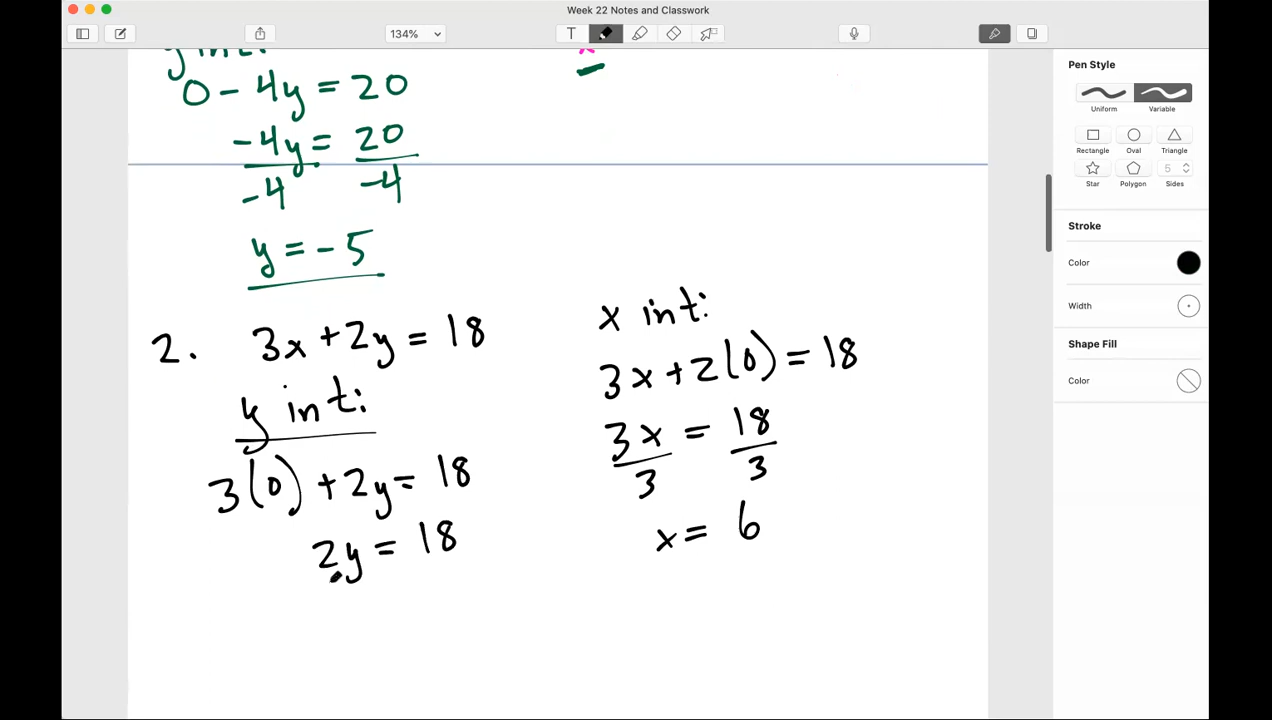 Week 22 Notes and Classwork
134%
T
Pen Style
Uniform
Variable
Rectangle
Oval
Triangle
Star
Polygon
5
Sides
Stroke
Color
Width
Shape Fill
Color
y int:
0 - 4y = 20
-4y = 20
-4 -4
y = -5
2. 3x + 2y = 18
y int:
3(0) + 2y = 18
2y = 18
x int:
3x + 2(0) = 18
3x = 18
3 3
x = 6